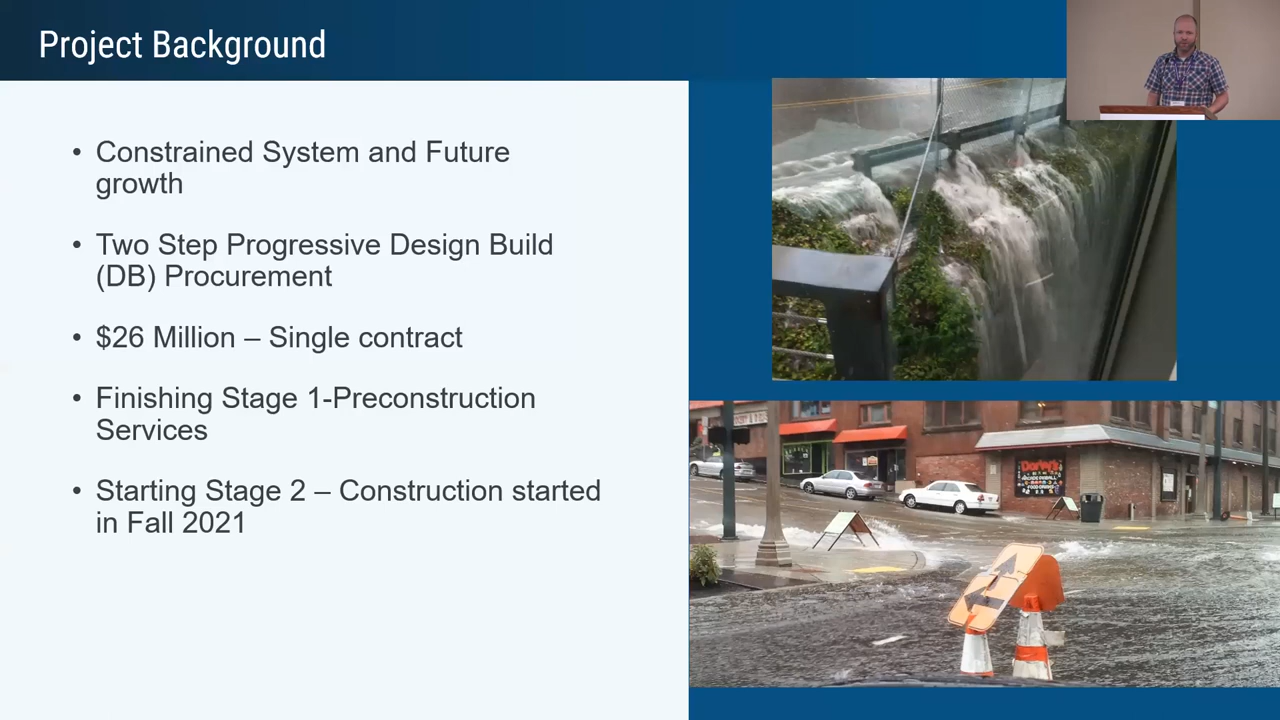 Project Background
• Constrained System and Future
growth
• Two Step Progressive Design Build
(DB) Procurement
• $26 Million – Single contract
• Finishing Stage 1-Preconstruction
Services
• Starting Stage 2 – Construction started
in Fall 2021
Dorky's